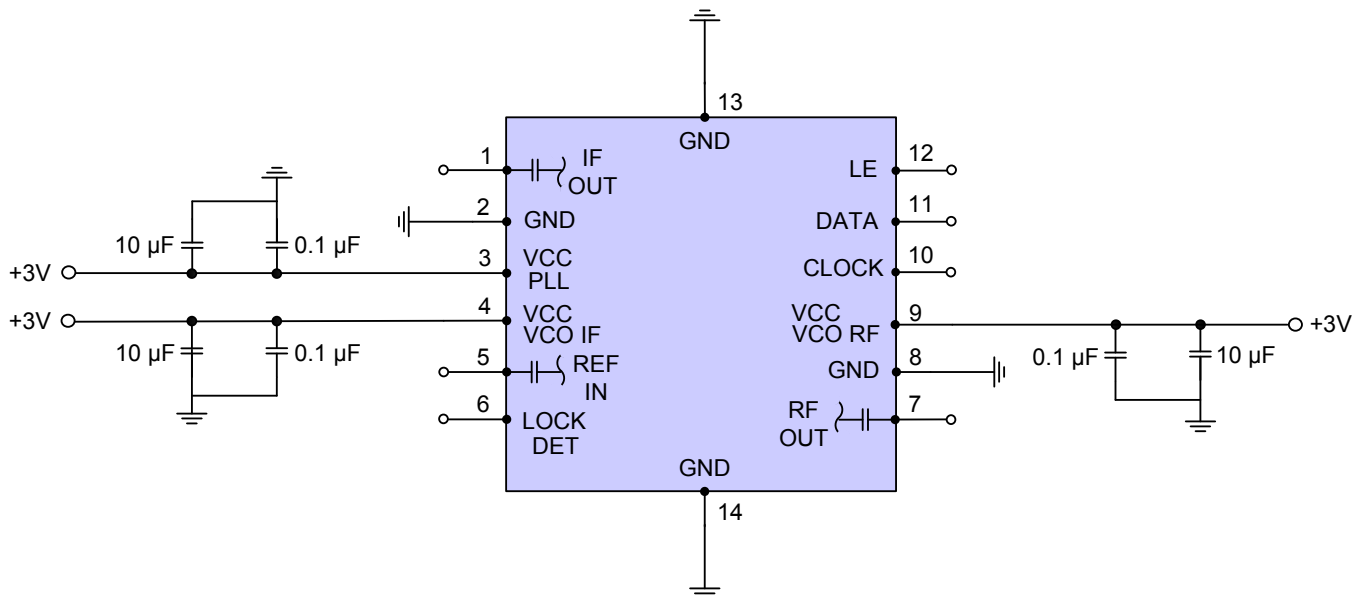 13
GND
1
IF
OUT
12
LE
2
GND
11
DATA
10 µF
0.1 µF
+3V
3
VCC
PLL
10
CLOCK
+3V
4
VCC
VCO IF
9
VCC
VCO RF
+3V
10 µF
0.1 µF
0.1 µF
10 µF
5
REF
IN
8
GND
6
LOCK
DET
7
RF
OUT
GND
14